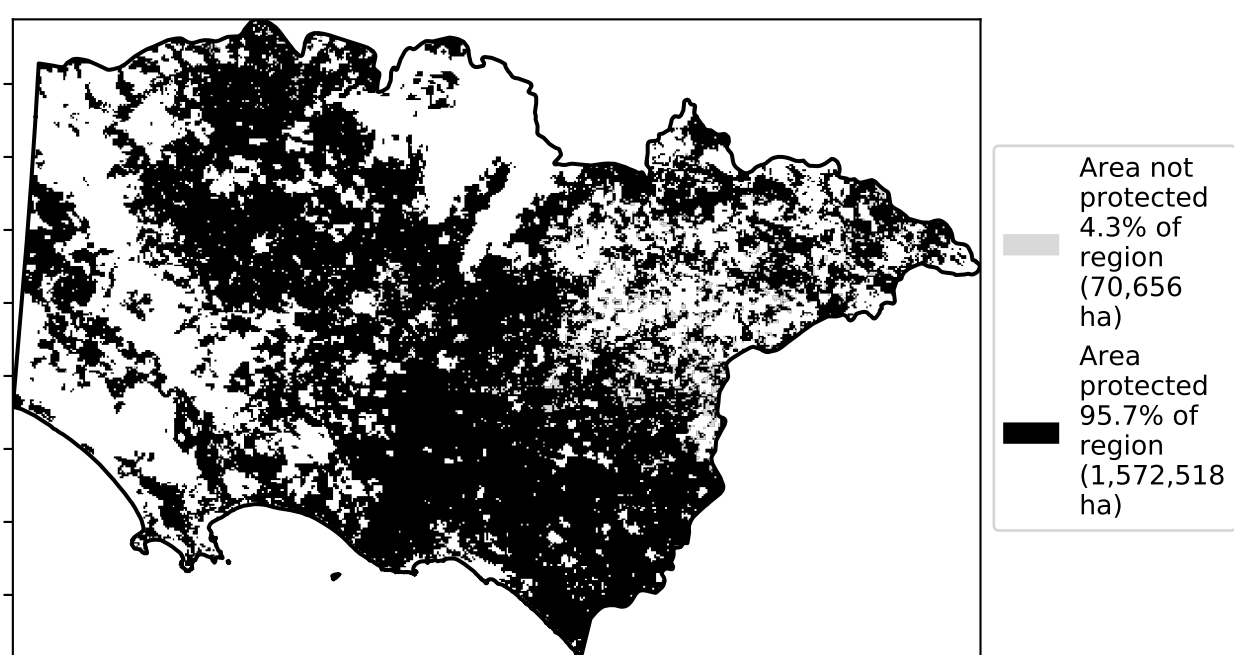 Area not
protected
4.3% of
region
(70,656
ha)
Area
protected
95.7% of
region
(1,572,518
ha)